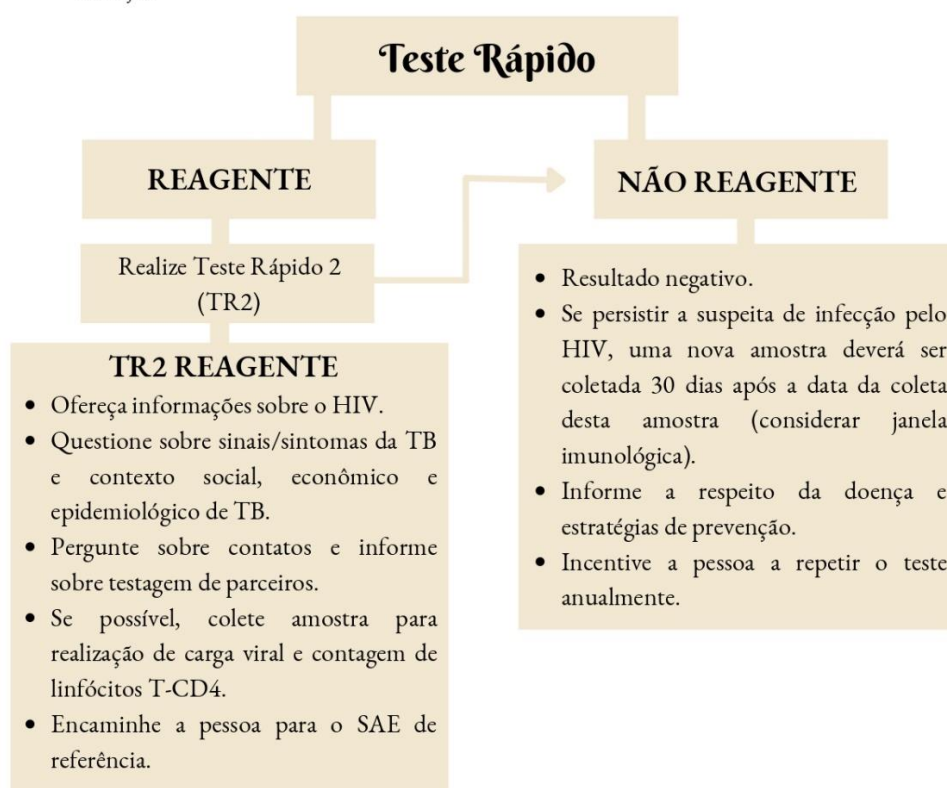 Teste Rápido
REAGENTE
Realize Teste Rápido 2
(TR2)
TR2 REAGENTE
• Ofereça informações sobre o HIV.
• Questione sobre sinais/sintomas da TB
e contexto social, econômico e
epidemiológico de TB.
• Pergunte sobre contatos e informe
sobre testagem de parceiros.
• Se possível, colete amostra para
realização de carga viral e contagem de
linfócitos T-CD4.
• Encaminhe a pessoa para o SAE de
referência.
NÃO REAGENTE
• Resultado negativo.
• Se persistir a suspeita de infecção pelo
HIV, uma nova amostra deverá ser
coletada 30 dias após a data da coleta
desta amostra (considerar janela
imunológica).
• Informe a respeito da doença e
estratégias de prevenção.
• Incentive a pessoa a repetir o teste
anualmente.